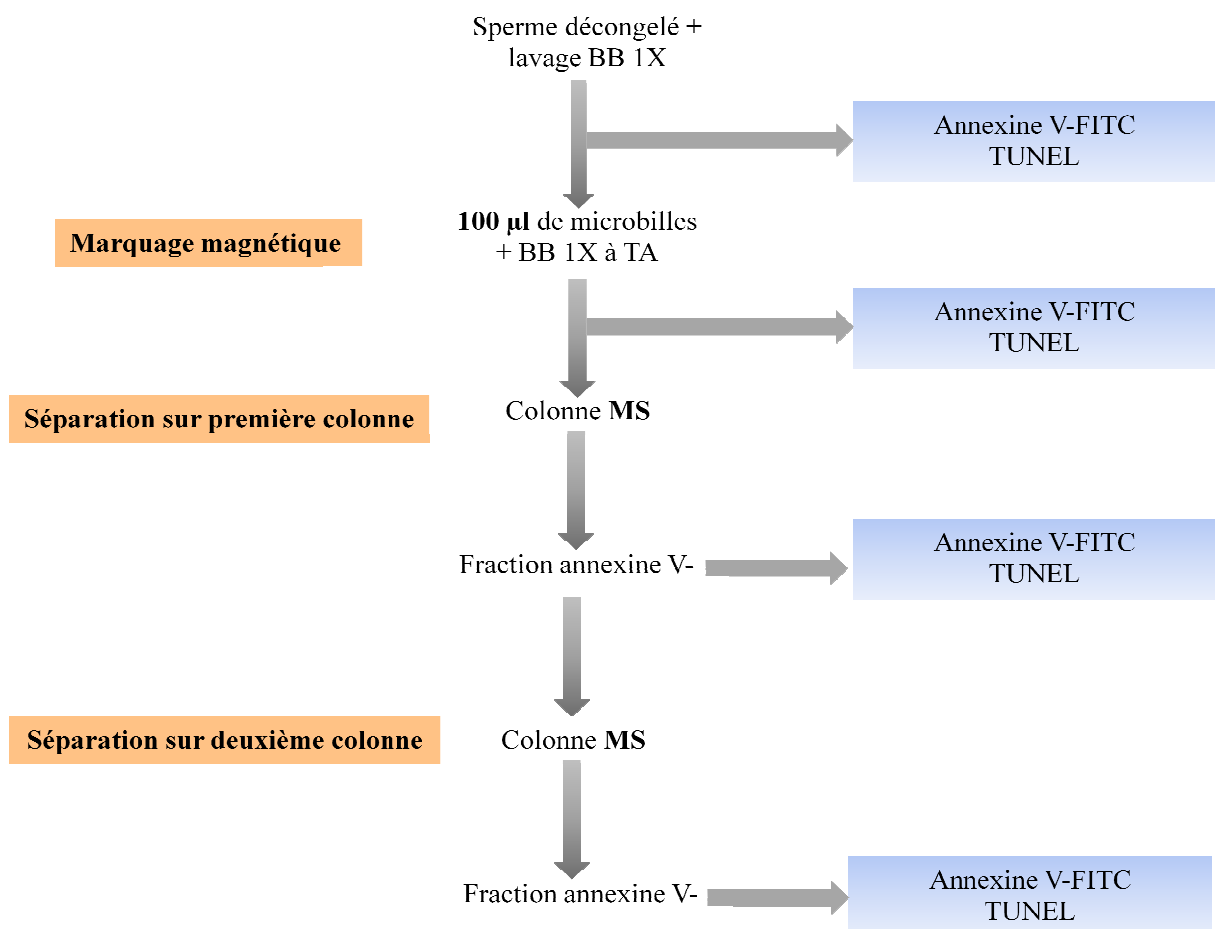 Sperme décongelé +
lavage BB 1X
Annexine V-FITC
TUNEL
Marquage magnétique
100 µl de microbilles
+ BB 1X à TA
Annexine V-FITC
TUNEL
Séparation sur première colonne
Colonne MS
Fraction annexine V-
Annexine V-FITC
TUNEL
Séparation sur deuxième colonne
Colonne MS
Fraction annexine V-
Annexine V-FITC
TUNEL